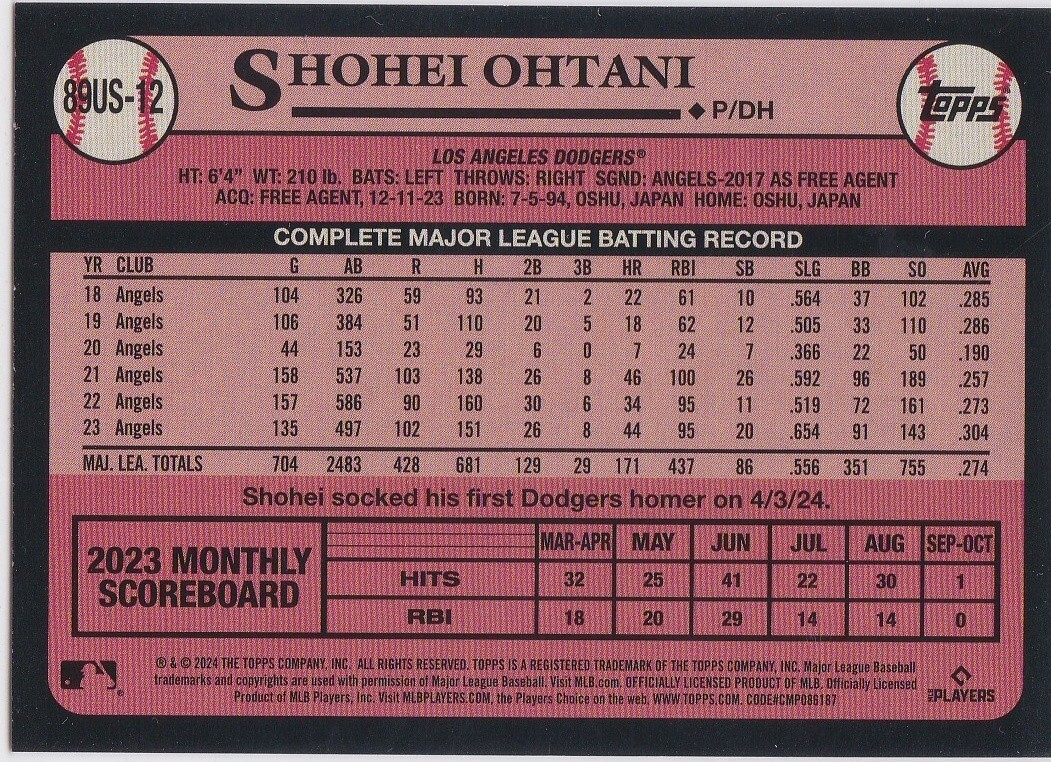 89US-12
SHOHEI OHTANI
topps
◆ P/DH
LOS ANGELES DODGERS®
HT: 6'4" WT: 210 lb. BATS: LEFT THROWS: RIGHT SGND: ANGELS-2017 AS FREE AGENT
ACQ: FREE AGENT, 12-11-23 BORN: 7-5-94, OSHU, JAPAN HOME: OSHU, JAPAN
COMPLETE MAJOR LEAGUE BATTING RECORD
YR CLUB G AB R H 2B 3B HR RBI SB SLG BB SO AVG
18 Angels 104 326 59 93 21 2 22 61 10 .564 37 102 .285
19 Angels 106 384 51 110 20 5 18 62 12 .505 33 110 .286
20 Angels 44 153 23 29 6 0 7 24 7 .366 22 50 .190
21 Angels 158 537 103 138 26 8 46 100 26 .592 96 189 .257
22 Angels 157 586 90 160 30 6 34 95 11 .519 72 161 .273
23 Angels 135 497 102 151 26 8 44 95 20 .654 91 143 .304
MAJ. LEA. TOTALS 704 2483 428 681 129 29 171 437 86 .556 351 755 .274
Shohei socked his first Dodgers homer on 4/3/24.
2023 MONTHLY
SCOREBOARD
MAR-APR MAY JUN JUL AUG SEP-OCT
HITS 32 25 41 22 30 1
RBI 18 20 29 14 14 0
® & © 2024 THE TOPPS COMPANY, INC. ALL RIGHTS RESERVED. TOPPS IS A REGISTERED TRADEMARK OF THE TOPPS COMPANY, INC. Major League Baseball
trademarks and copyrights are used with permission of Major League Baseball. Visit MLB.com. OFFICIALLY LICENSED PRODUCT OF MLB. Officially Licensed
Product of MLB Players, Inc. Visit MLBPLAYERS.COM, the Players Choice on the web. WWW.TOPPS.COM. CODE#CMP086187
MLB PLAYERS